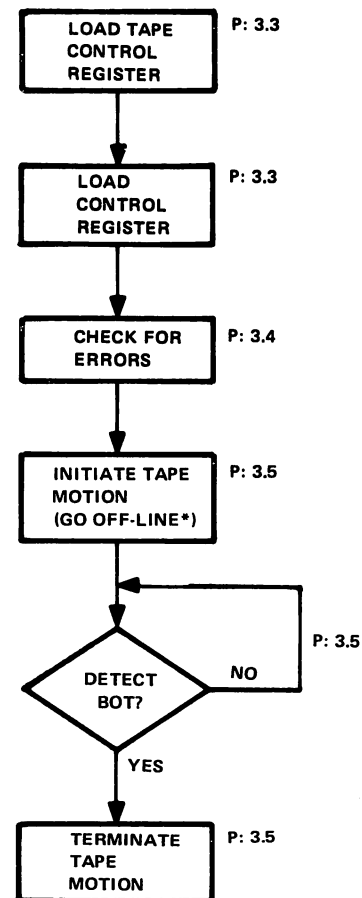 LOAD TAPE
CONTROL
REGISTER
P: 3.3
LOAD
CONTROL
REGISTER
P: 3.3
CHECK FOR
ERRORS
P: 3.4
INITIATE TAPE
MOTION
(GO OFF-LINE*)
P: 3.5
DETECT
BOT?
NO
P: 3.5
YES
TERMINATE
TAPE
MOTION
P: 3.5